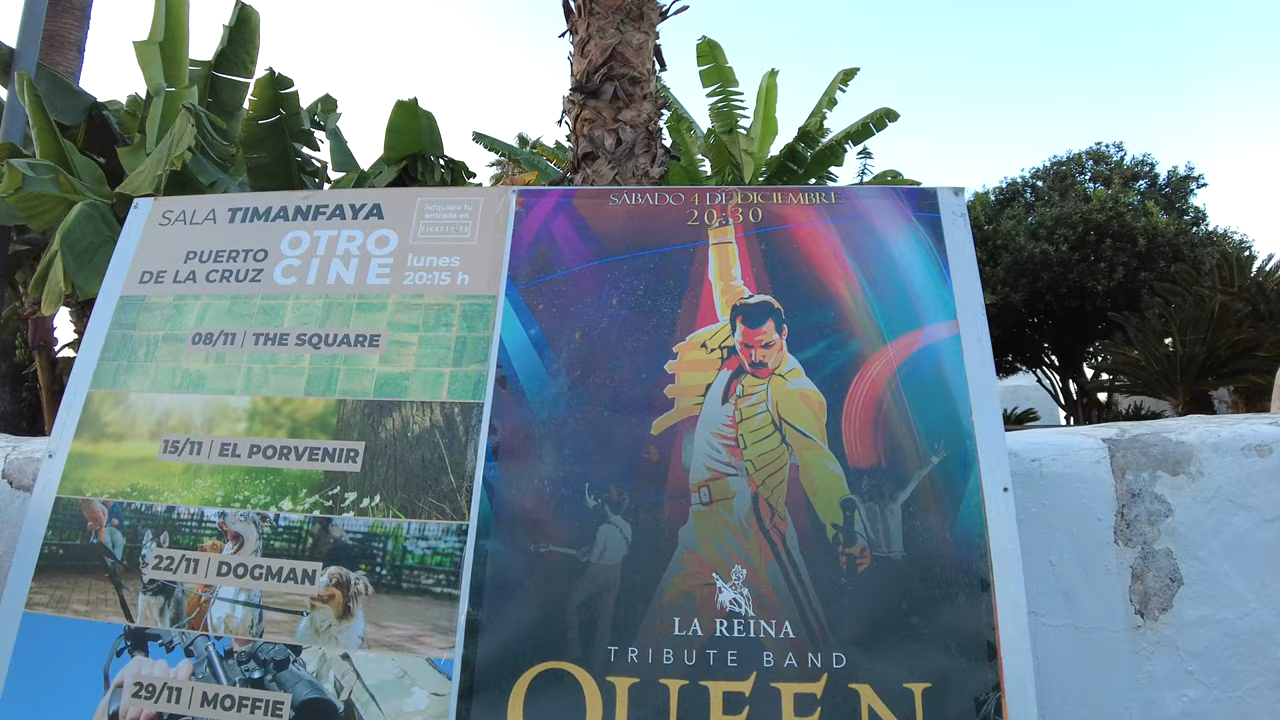 SALA TIMANFAYA
Adquiere tu
entrada en
PUERTO
DE LA CRUZ
OTRO
CINE
lunes
20:15 h
08/11 | THE SQUARE
15/11 | EL PORVENIR
22/11 | DOGMAN
29/11 | MOFFIE
SÁBADO 4 DE DICIEMBRE
20:30
LA REINA
TRIBUTE BAND
QUEEN